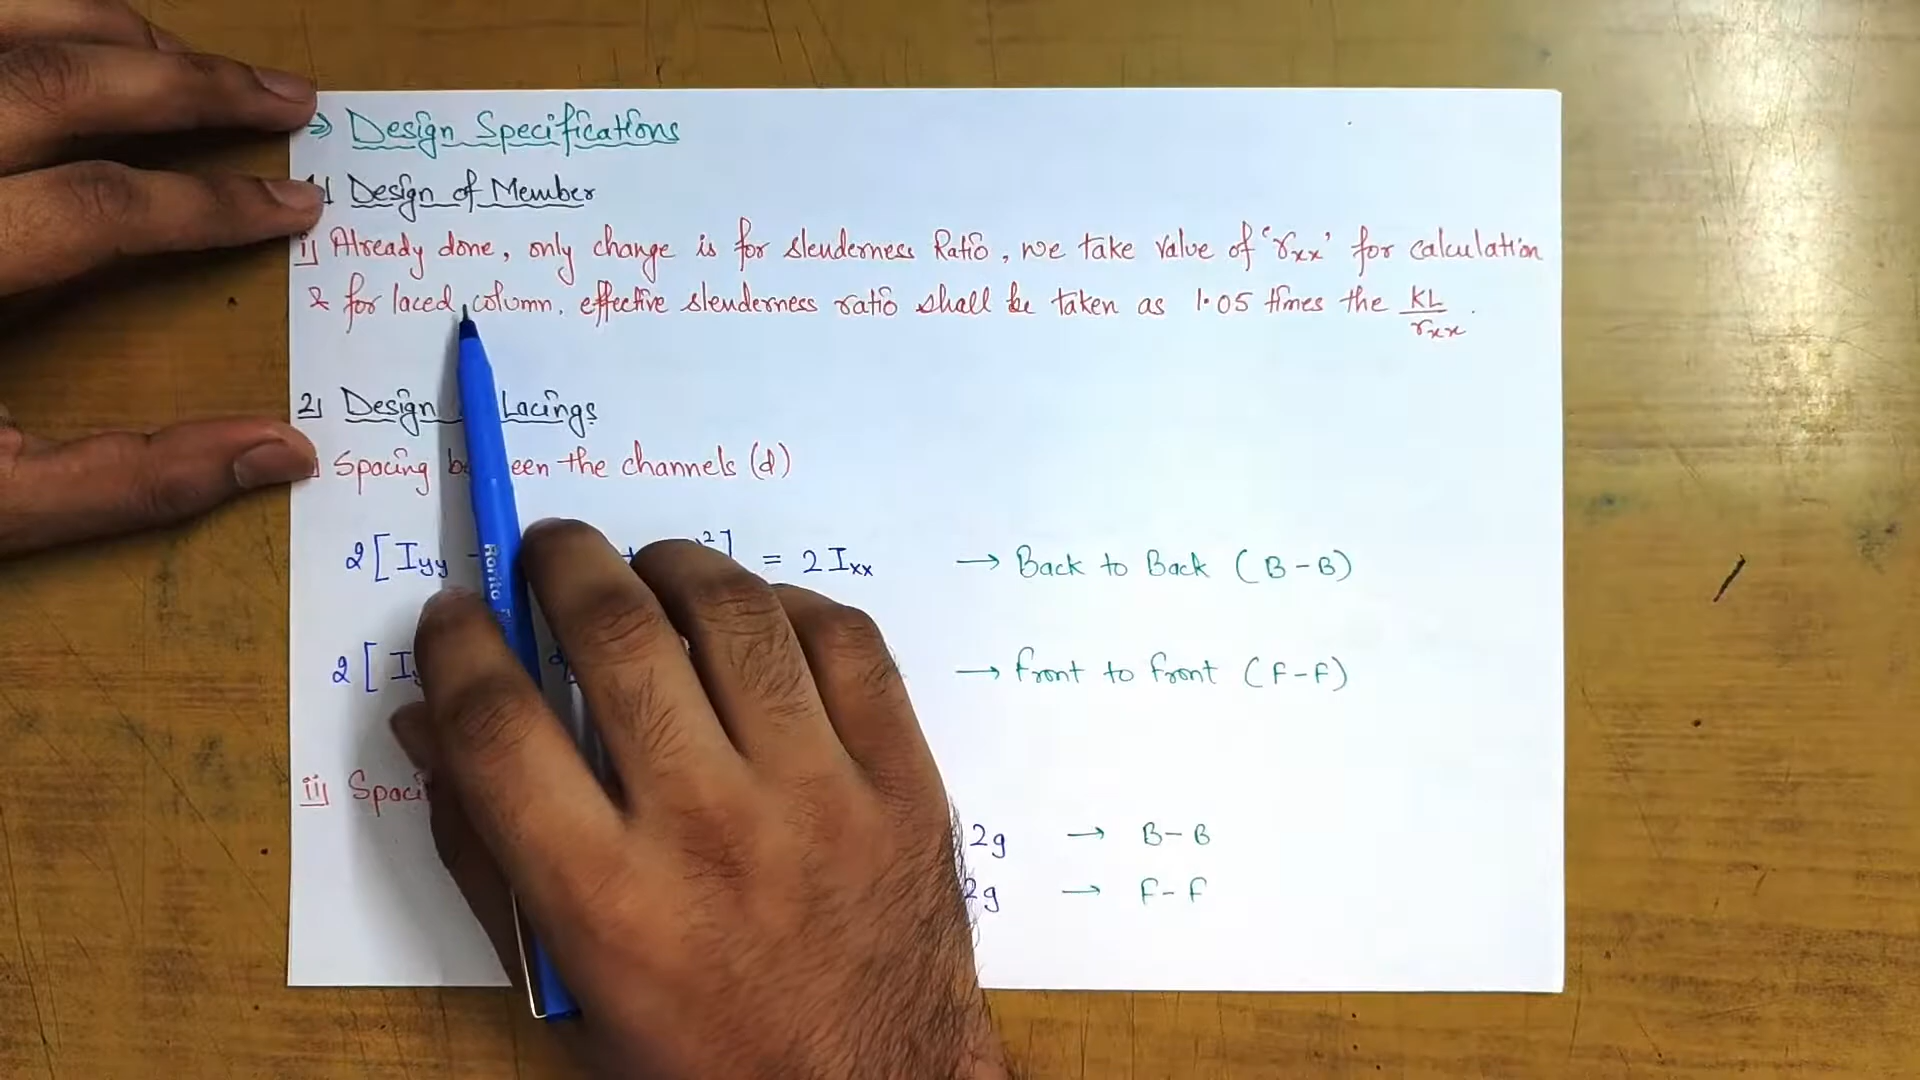 ⇒ Design Specifications
1) Design of Member
i) Already done, only change is for slenderness Ratio, we take value of 'rxx' for calculation
& for laced column, effective slenderness ratio shall be taken as 1.05 times the KL/rxx.
2) Design Lacings
Spacing the channels (d)
2[Iyy ²] = 2Ixx → Back to Back (B-B)
2[ → front to front (F-F)
ii)
2g → B-B
2g → F-F
Rorito